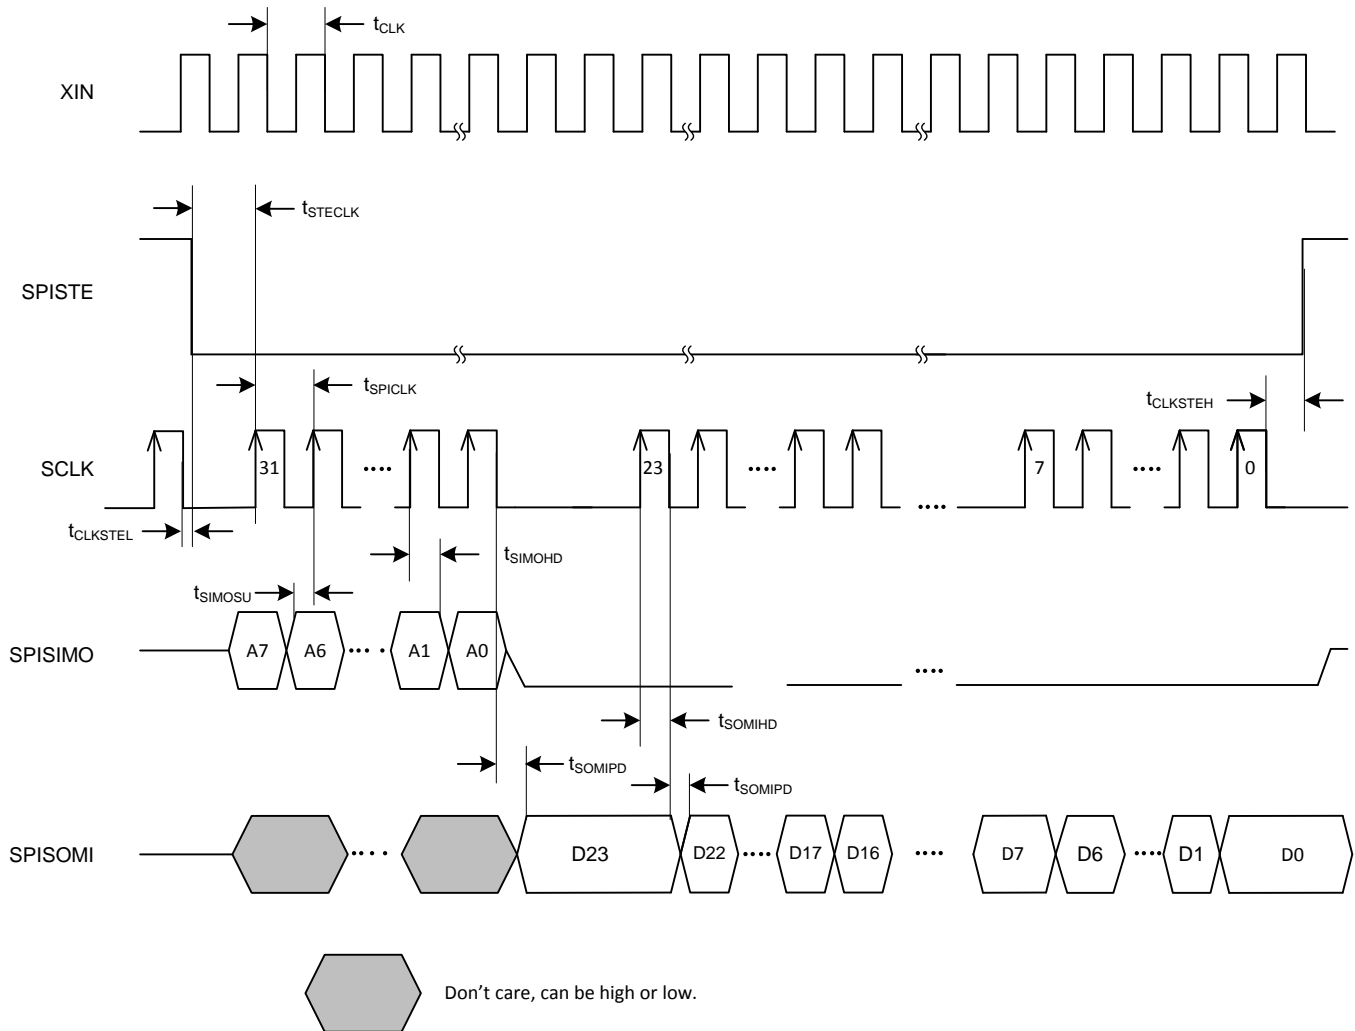 tCLK
XIN
tSTECLK
SPISTE
tSPICLK
tCLKSTEH
SCLK
31
....
23
....
....
7
....
0
tCLKSTEL
tSIMOHD
tSIMOSU
SPISIMO
A7
A6
....
A1
A0
....
tSOMIHD
tSOMIPD
tSOMIPD
SPISOMI
....
D23
D22
....
D17
D16
....
D7
D6
....
D1
D0
Don't care, can be high or low.